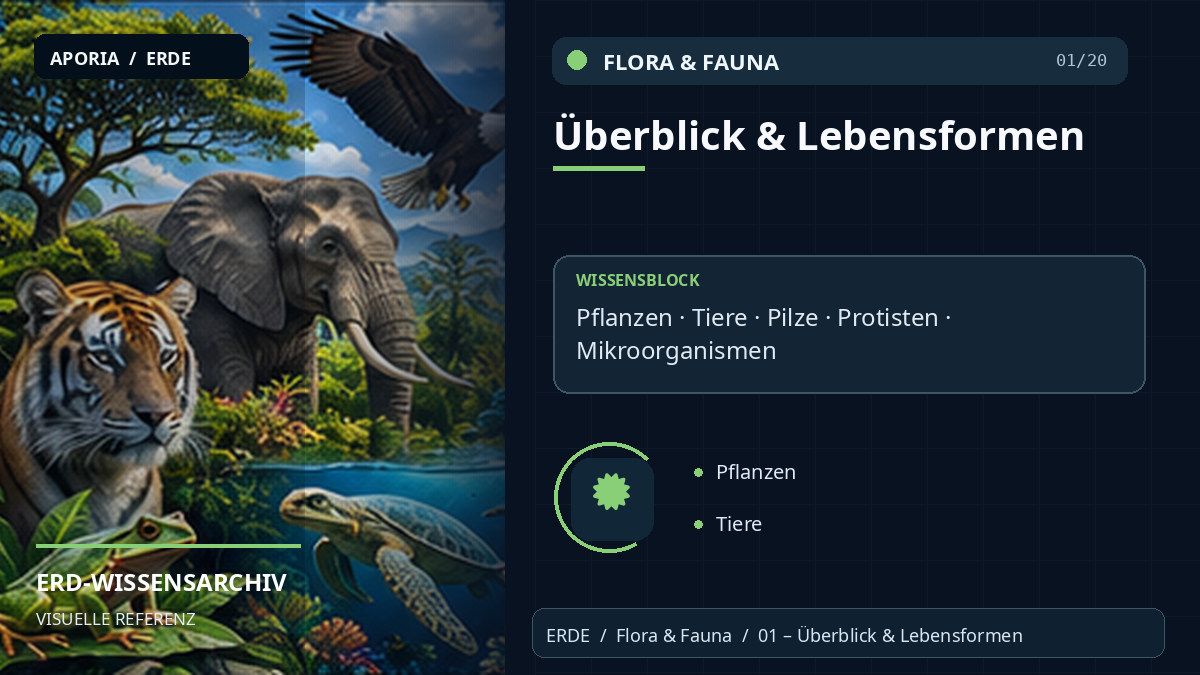 APORIA / ERDE
ERD-WISSENSARCHIV
VISUELLE REFERENZ
FLORA & FAUNA
01/20
Überblick & Lebensformen
WISSENSBLOCK
Pflanzen · Tiere · Pilze · Protisten ·
Mikroorganismen
Pflanzen
Tiere
ERDE / Flora & Fauna / 01 – Überblick & Lebensformen